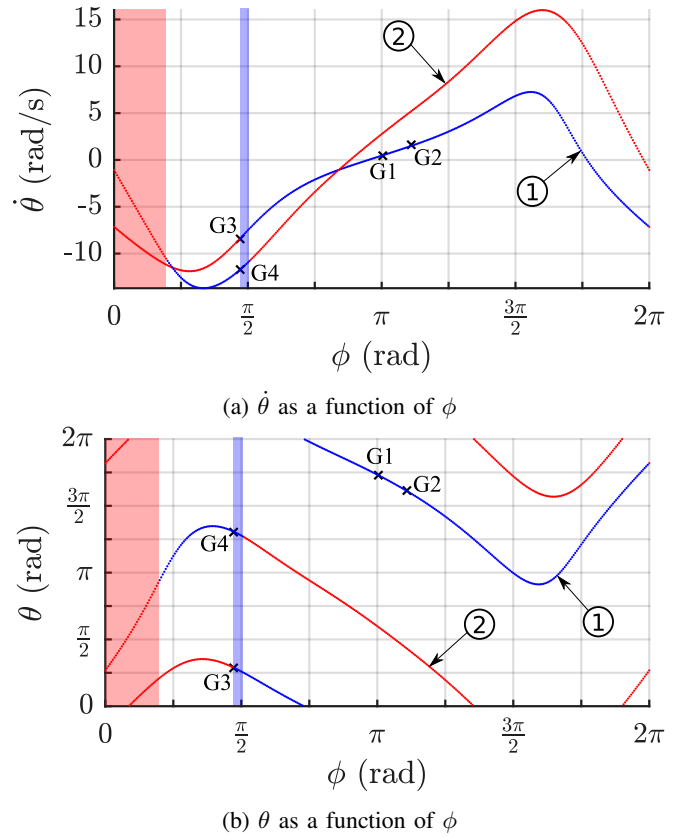 15
10
5
0
-5
-10
θ̇ (rad/s)
②
①
G1
G2
G3
G4
0
π/2
π
3π/2
2π
ϕ (rad)
(a) θ̇ as a function of ϕ
2π
3π/2
π
π/2
0
θ (rad)
G1
G2
G4
G3
②
①
0
π/2
π
3π/2
2π
ϕ (rad)
(b) θ as a function of ϕ